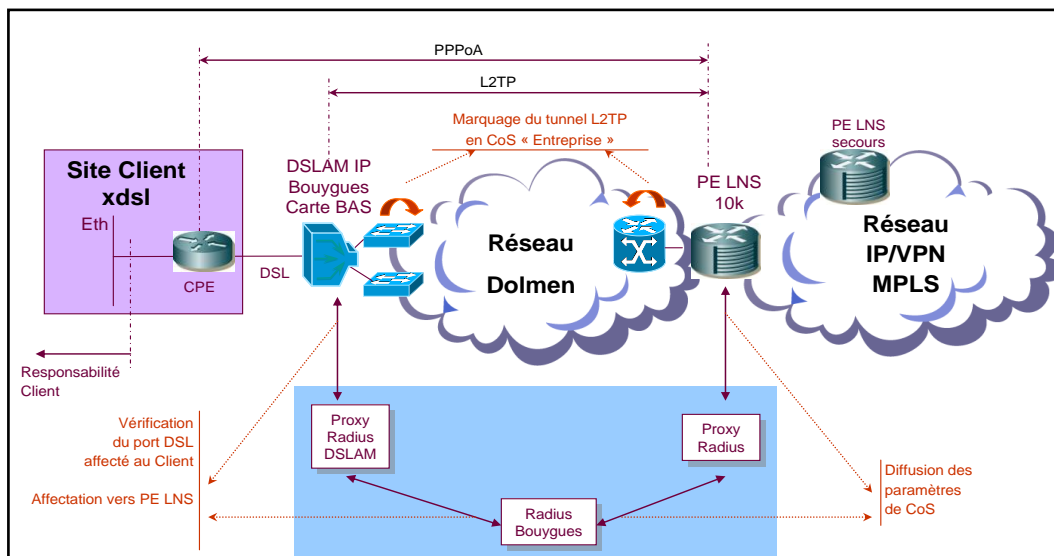 PPPoA
L2TP
Marquage du tunnel L2TP
en CoS « Entreprise »
PE LNS
secours
Site Client
xdsl
Eth
CPE
DSL
DSLAM IP
Bouygues
Carte BAS
Réseau
Dolmen
PE LNS
10k
Réseau
IP/VPN
MPLS
Responsabilité
Client
Vérification
du port DSL
affecté au Client
Affectation vers PE LNS
Proxy
Radius
DSLAM
Proxy
Radius
Radius
Bouygues
Diffusion des
paramètres
de CoS